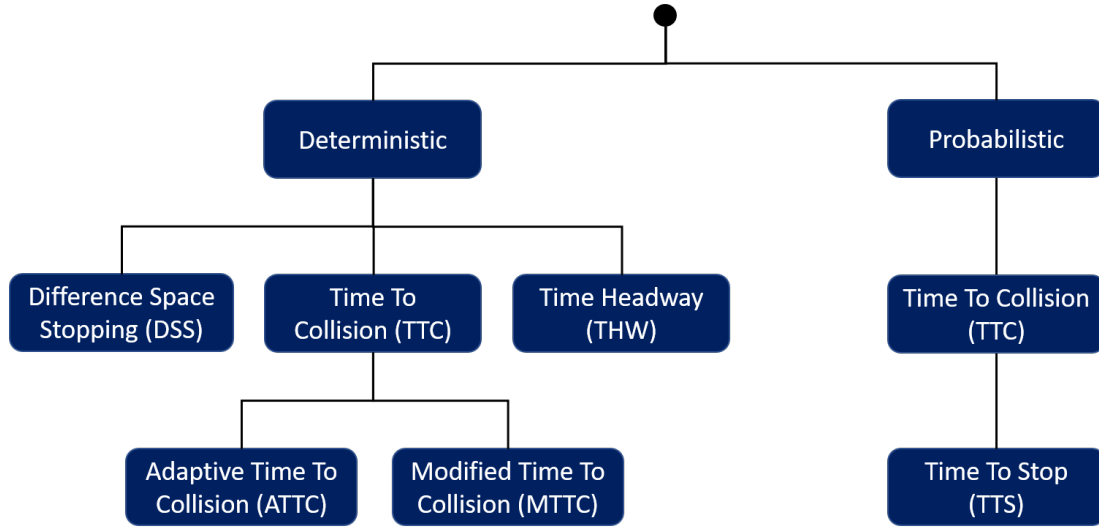 Deterministic
Probabilistic
Difference Space
Stopping (DSS)
Time To
Collision (TTC)
Time Headway
(THW)
Time To Collision
(TTC)
Adaptive Time To
Collision (ATTC)
Modified Time To
Collision (MTTC)
Time To Stop
(TTS)